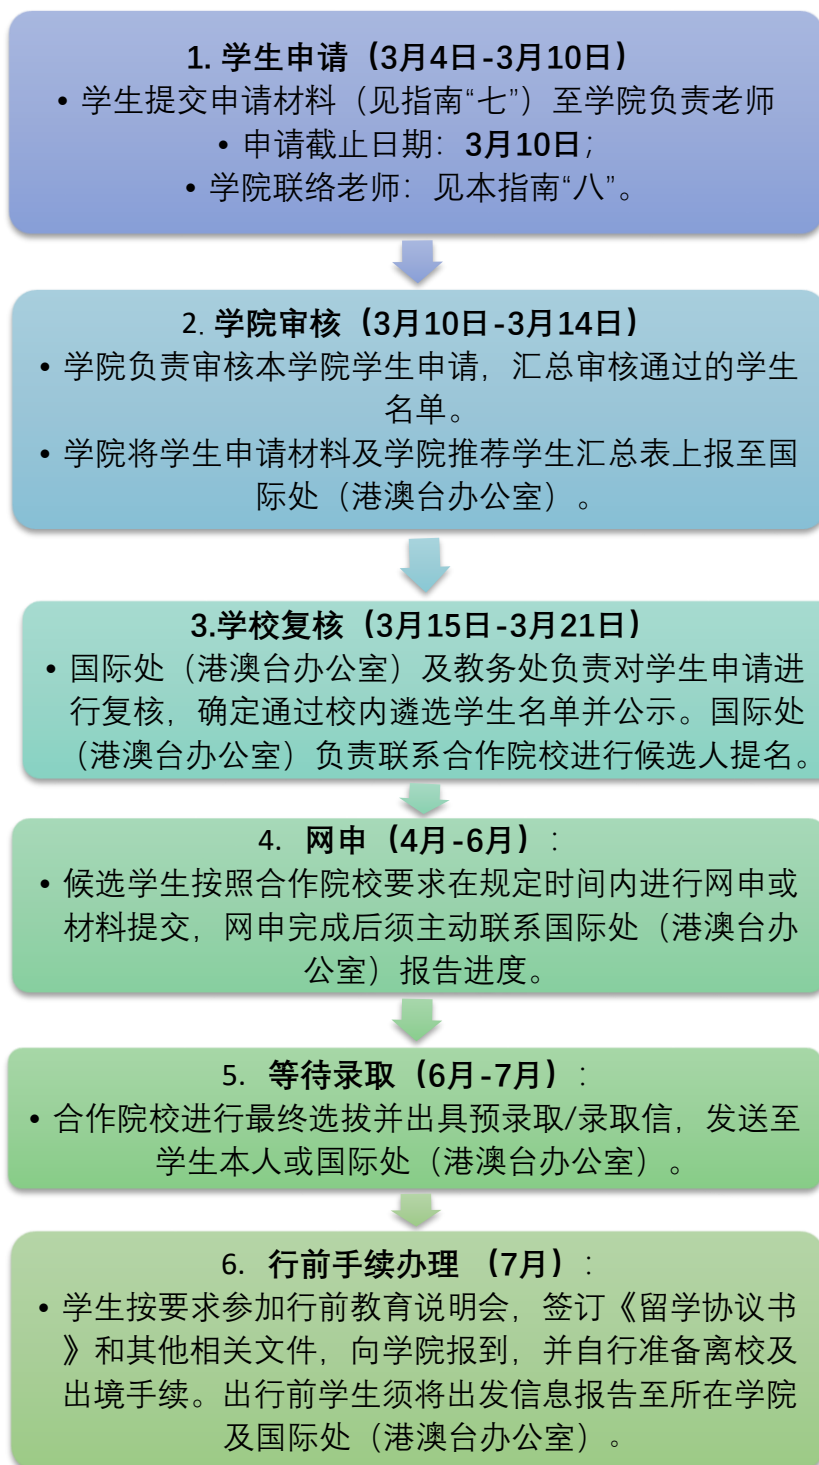 1. 学生申请（3月4日-3月10日）
• 学生提交申请材料（见指南“七”）至学院负责老师
• 申请截止日期：3月10日；
• 学院联络老师：见本指南“八”。
2. 学院审核（3月10日-3月14日）
• 学院负责审核本学院学生申请，汇总审核通过的学生
名单。
• 学院将学生申请材料及学院推荐学生汇总表上报至国
际处（港澳台办公室）。
3.学校复核（3月15日-3月21日）
• 国际处（港澳台办公室）及教务处负责对学生申请进
行复核，确定通过校内遴选学生名单并公示。国际处
（港澳台办公室）负责联系合作院校进行候选人提名。
4. 网申（4月-6月）：
• 候选学生按照合作院校要求在规定时间内进行网申或
材料提交，网申完成后须主动联系国际处（港澳台办
公室）报告进度。
5. 等待录取（6月-7月）：
• 合作院校进行最终选拔并出具预录取/录取信，发送至
学生本人或国际处（港澳台办公室）。
6. 行前手续办理 （7月）：
• 学生按要求参加行前教育说明会，签订《留学协议书
》和其他相关文件，向学院报到，并自行准备离校及
出境手续。出行前学生须将出发信息报告至所在学院
及国际处（港澳台办公室）。